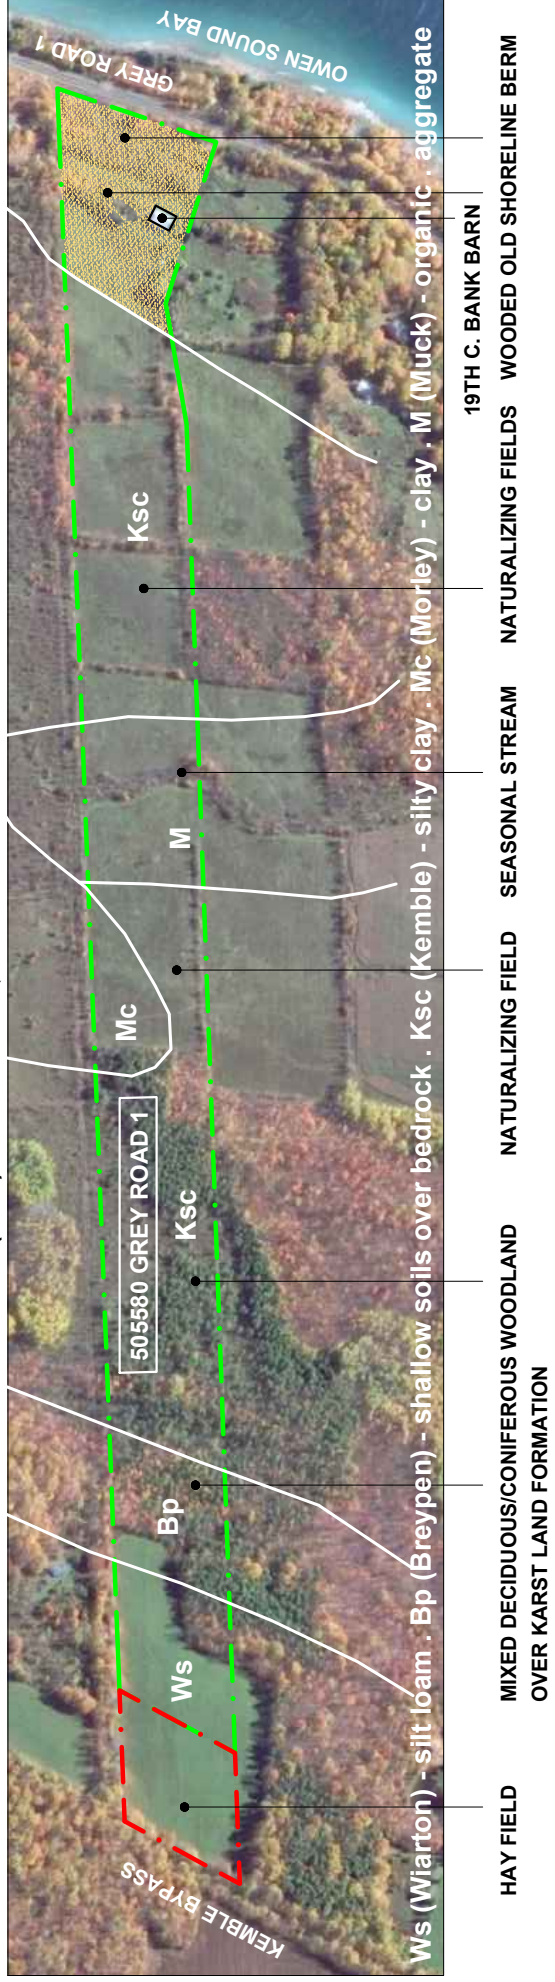 OWEN SOUND BAY
GREY ROAD 1
Ksc
M
Mc
505580 GREY ROAD 1
Ksc
Bp
Ws
KEMBLE BYPASS
Ws (Wiarton) - silt loam . Bp (Breypen) - shallow soils over bedrock . Ksc (Kemble) - silty clay . Mc (Morley) - clay . M (Muck) - organic . aggregate
19TH C. BANK BARN
HAY FIELD
MIXED DECIDUOUS/CONIFEROUS WOODLAND
OVER KARST LAND FORMATION
NATURALIZING FIELD
SEASONAL STREAM
NATURALIZING FIELDS
WOODED OLD SHORELINE BERM